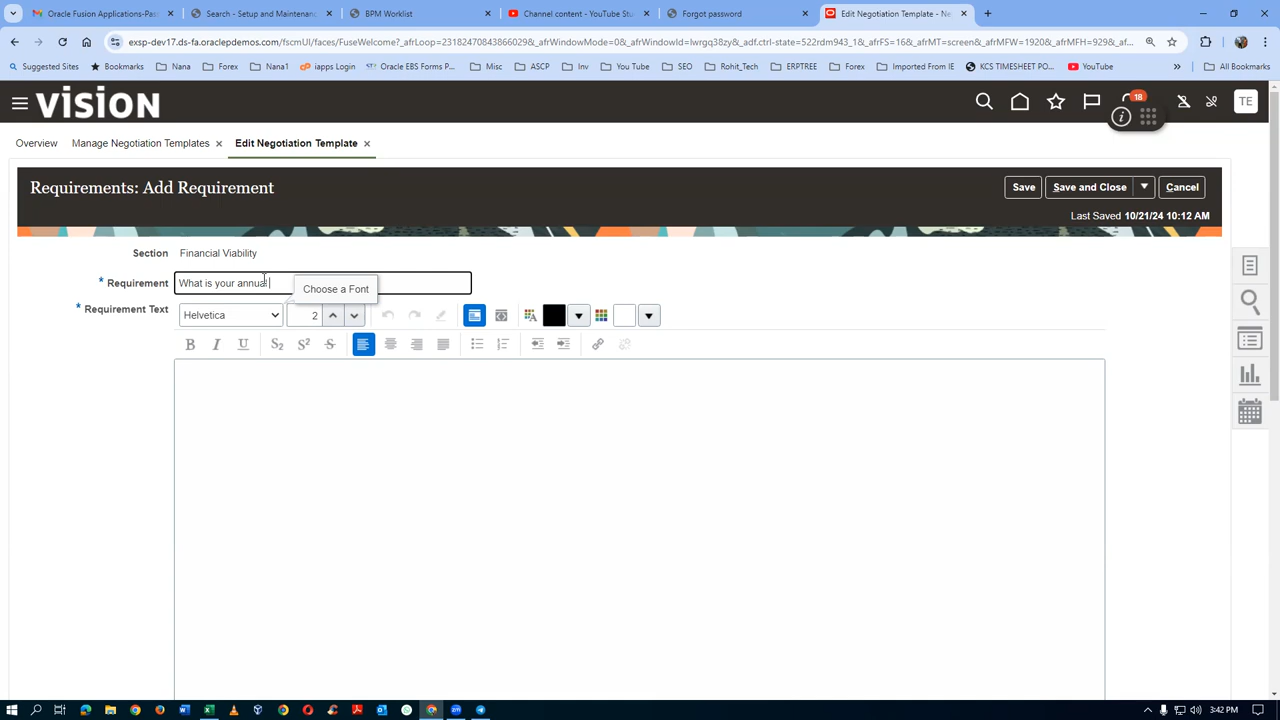 Oracle Fusion Applications-Pas
Search - Setup and Maintenanc
BPM Worklist
Channel content - YouTube Stu
Forgot password
Edit Negotiation Template - Ne
exsp-dev17.ds-fa.oraclepdemos.com/fscmUI/faces/FuseWelcome?_afrLoop=23182470843866029&_afrWindowMode=0&_afrWindowId=lwrgq38zy&_adf.ctrl-state=522rdm943_1&_afrFS=16&_afrMT=screen&_afrMFW=1920&_afrMFH=929&_a...
Suggested Sites
Bookmarks
Nana
Forex
Nana1
iapps Login
Oracle EBS Forms P...
Misc
ASCP
Inv
You Tube
SEO
Rohit_Tech
ERPTREE
Forex
Imported From IE
KCS TIMESHEET PO...
YouTube
»
All Bookmarks
VISION
18
TE
Overview
Manage Negotiation Templates
Edit Negotiation Template
Requirements: Add Requirement
Save
Save and Close
Cancel
Last Saved 10/21/24 10:12 AM
Section Financial Viability
* Requirement What is your annual
Choose a Font
* Requirement Text
Helvetica
2
B I U S2 S2 S
3:42 PM